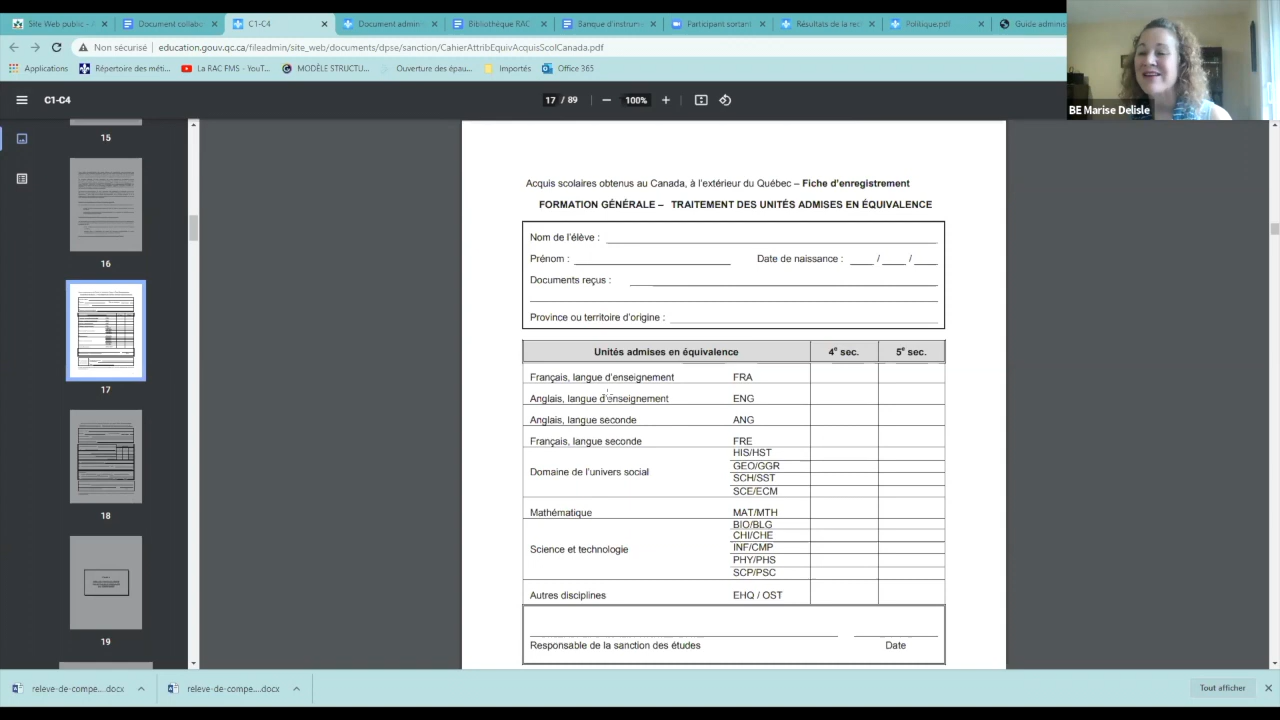 Site Web public - A
Document collab
C1-C4
Document admin
Bibliothèque RAC
Banque d'instrum
Participant sortant
Résultats de la rec
Politique.pdf
Guide adminis
Non sécurisé
education.gouv.qc.ca/fileadmin/site_web/documents/dpse/sanction/CahierAttribEquivAcquisScolCanada.pdf
Applications
Répertoire des méti...
La RAC FMS - YouT...
MODÈLE STRUCTU...
Ouverture des épau...
Importés
Office 365
C1-C4
17 / 89
100%
BE Marise Delisle
15
16
17
18
19
Acquis scolaires obtenus au Canada, à l'extérieur du Québec – Fiche d'enregistrement
FORMATION GÉNÉRALE – TRAITEMENT DES UNITÉS ADMISES EN ÉQUIVALENCE
Nom de l'élève :
Prénom : Date de naissance : / /
Documents reçus :
Province ou territoire d'origine :
Unités admises en équivalence 4e sec. 5e sec.
Français, langue d'enseignement FRA
Anglais, langue d'enseignement ENG
Anglais, langue seconde ANG
Français, langue seconde FRE
Domaine de l'univers social
HIS/HST
GEO/GGR
SCH/SST
SCE/ECM
Mathématique MAT/MTH
Science et technologie
BIO/BLG
CHI/CHE
INF/CMP
PHY/PHS
SCP/PSC
Autres disciplines EHQ / OST
Responsable de la sanction des études Date
releve-de-compe....docx
releve-de-compe....docx
Tout afficher